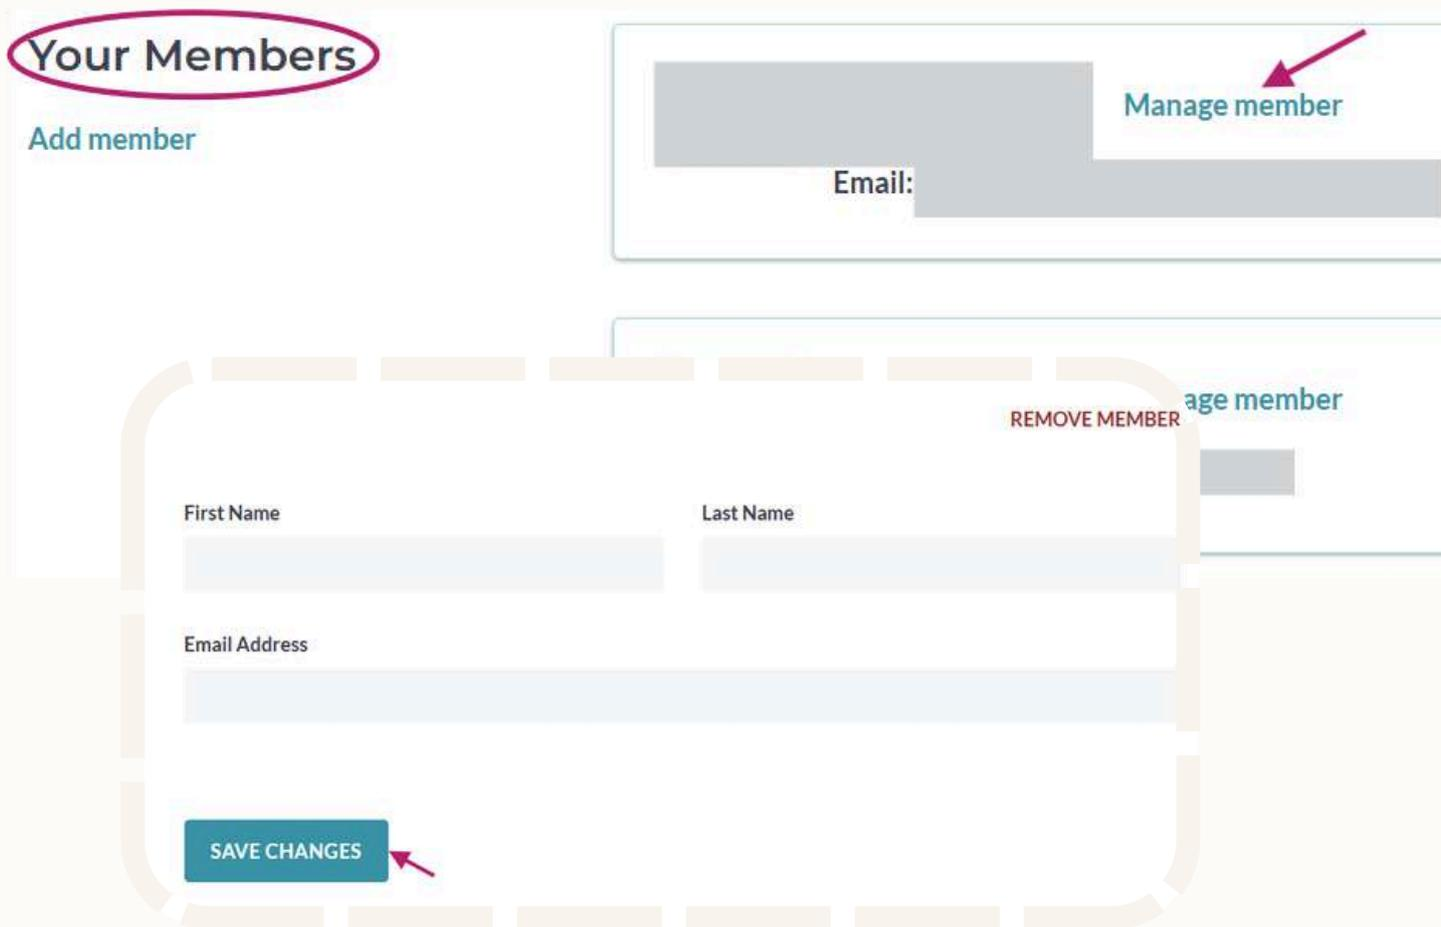 Your Members
Add member
Manage member
Email:
age member
REMOVE MEMBER
First Name
Last Name
Email Address
SAVE CHANGES